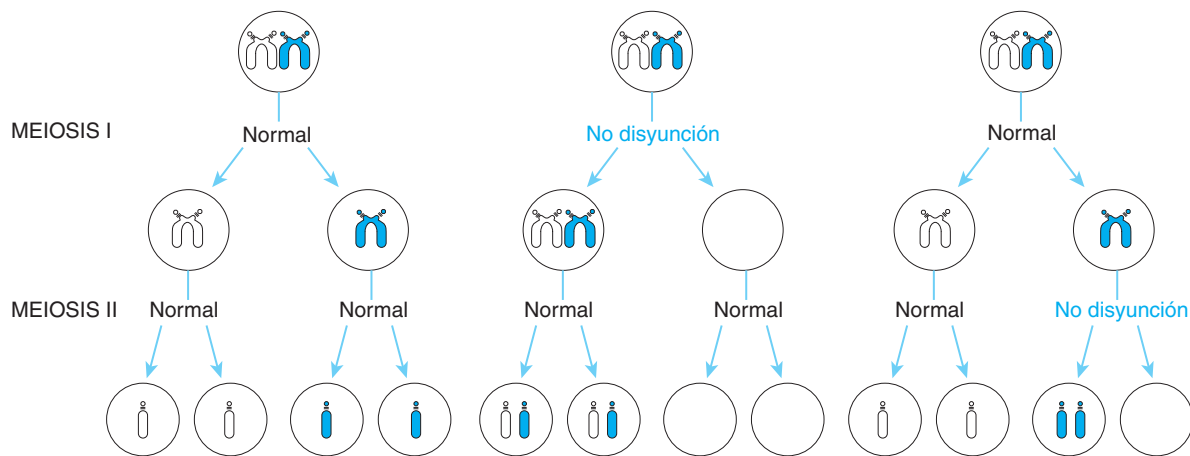 MEIOSIS I
Normal
No disyunción
Normal
MEIOSIS II
Normal
Normal
Normal
Normal
Normal
No disyunción